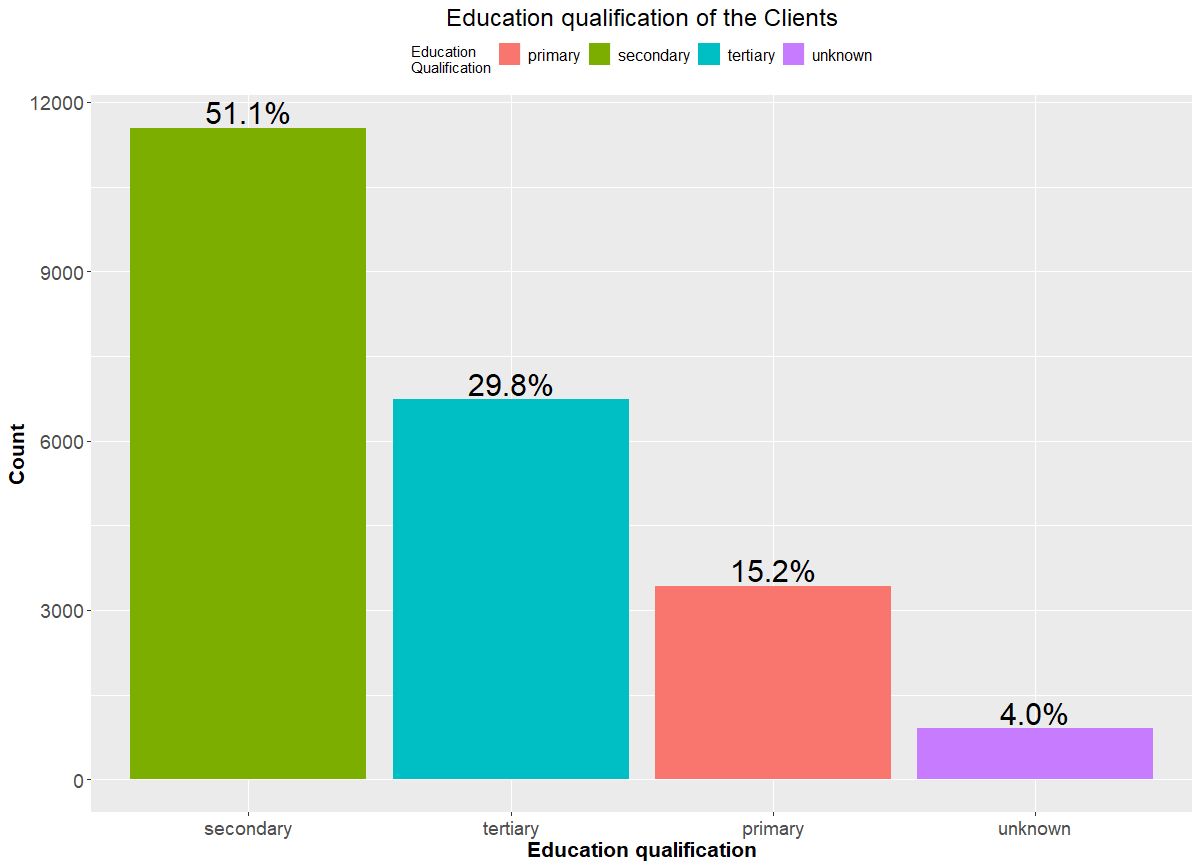 Education qualification of the Clients
Education
Qualification
primary
secondary
tertiary
unknown
12000
9000
6000
3000
0
Count
51.1%
29.8%
15.2%
4.0%
secondary
tertiary
primary
unknown
Education qualification